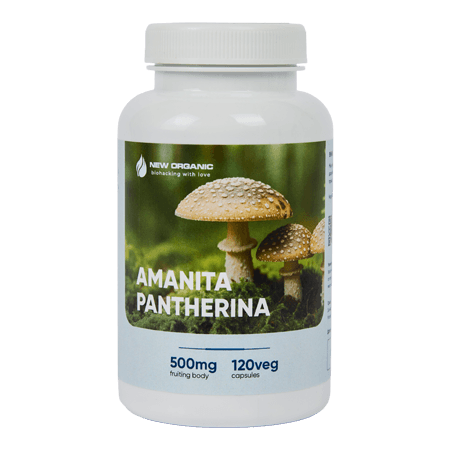 NEW ORGANIC
biohacking with love
AMANITA
PANTHERINA
500mg 120veg
fruiting body capsules